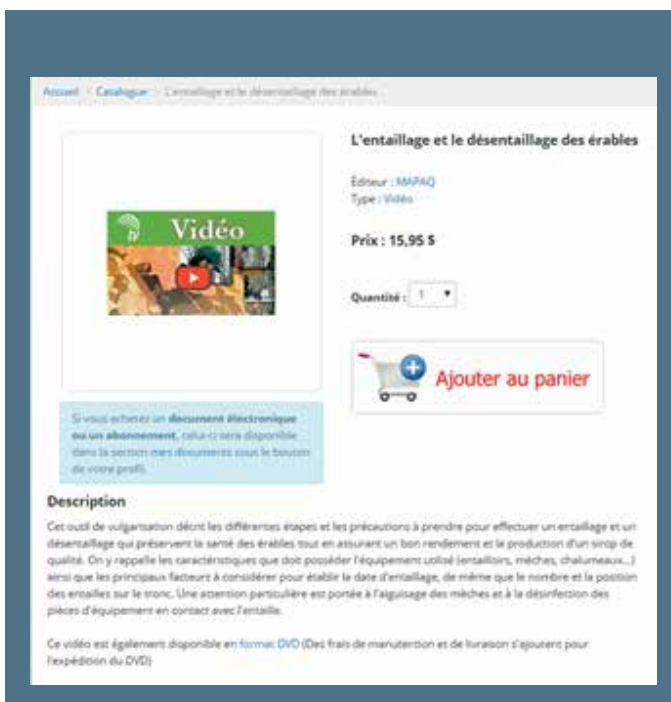 Accueil > Catalogue > L'entaillage et le désentaillage des érables
L'entaillage et le désentaillage des érables
Éditeur : MAPAQ
Type : Vidéo
Vidéo
Prix : 15,95 $
Quantité : 1
Ajouter au panier
Si vous achetez un document électronique
ou un abonnement, celui-ci sera disponible
dans la section mes documents sous le bouton
de votre profil.
Description
Cet outil de vulgarisation décrit les différentes étapes et les précautions à prendre pour effectuer un entaillage et un
désentaillage qui préservent la santé des érables tout en assurant un bon rendement et la production d'un sirop de
qualité. On y rappelle les caractéristiques que doit posséder l'équipement utilisé (entailloirs, mèches, chalumeaux...)
ainsi que les principaux facteurs à considérer pour établir la date d'entaillage, de même que le nombre et la position
des entailles sur le tronc. Une attention particulière est portée à l'aiguisage des mèches et à la désinfection des
pièces d'équipement en contact avec l'entaille.
Ce vidéo est également disponible en format DVD (Des frais de manutention et de livraison s'ajoutent pour
l'expédition du DVD)